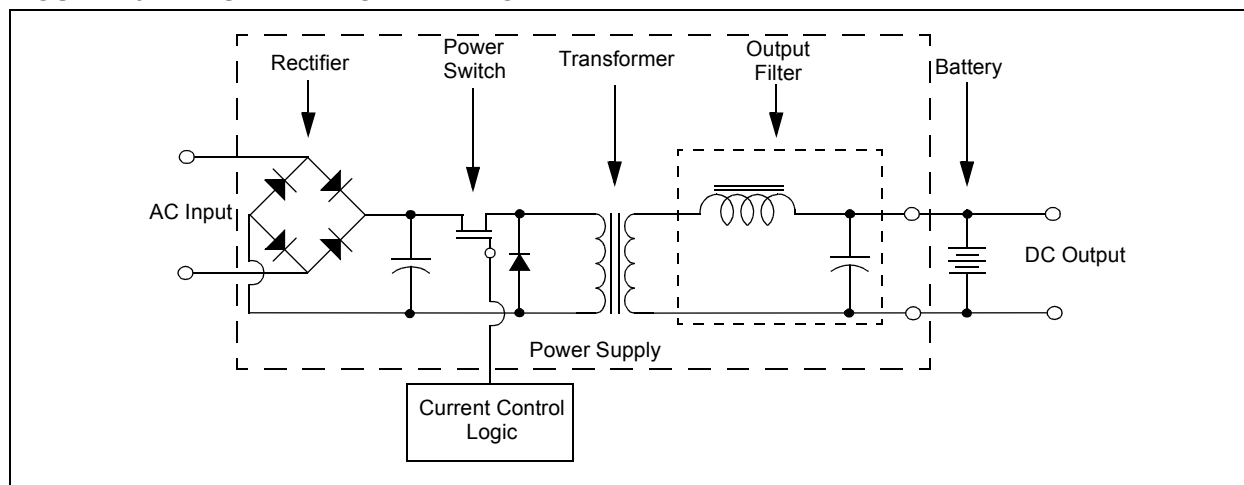 Rectifier
Power
Switch
Transformer
Output
Filter
Battery
AC Input
DC Output
Power Supply
Current Control
Logic